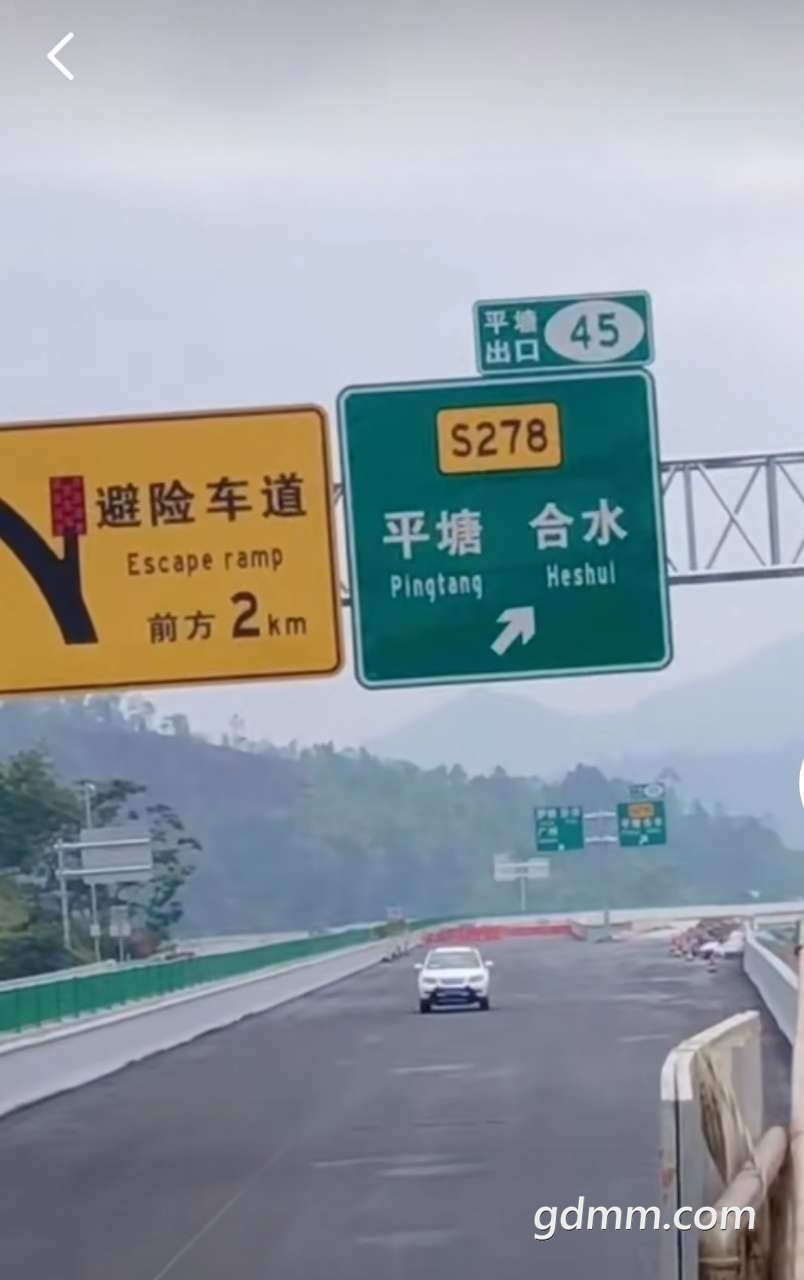 平塘
出口
45
S278
平塘 合水
Pingtang Heshui
避险车道
Escape ramp
前方 2km
gdmm.com